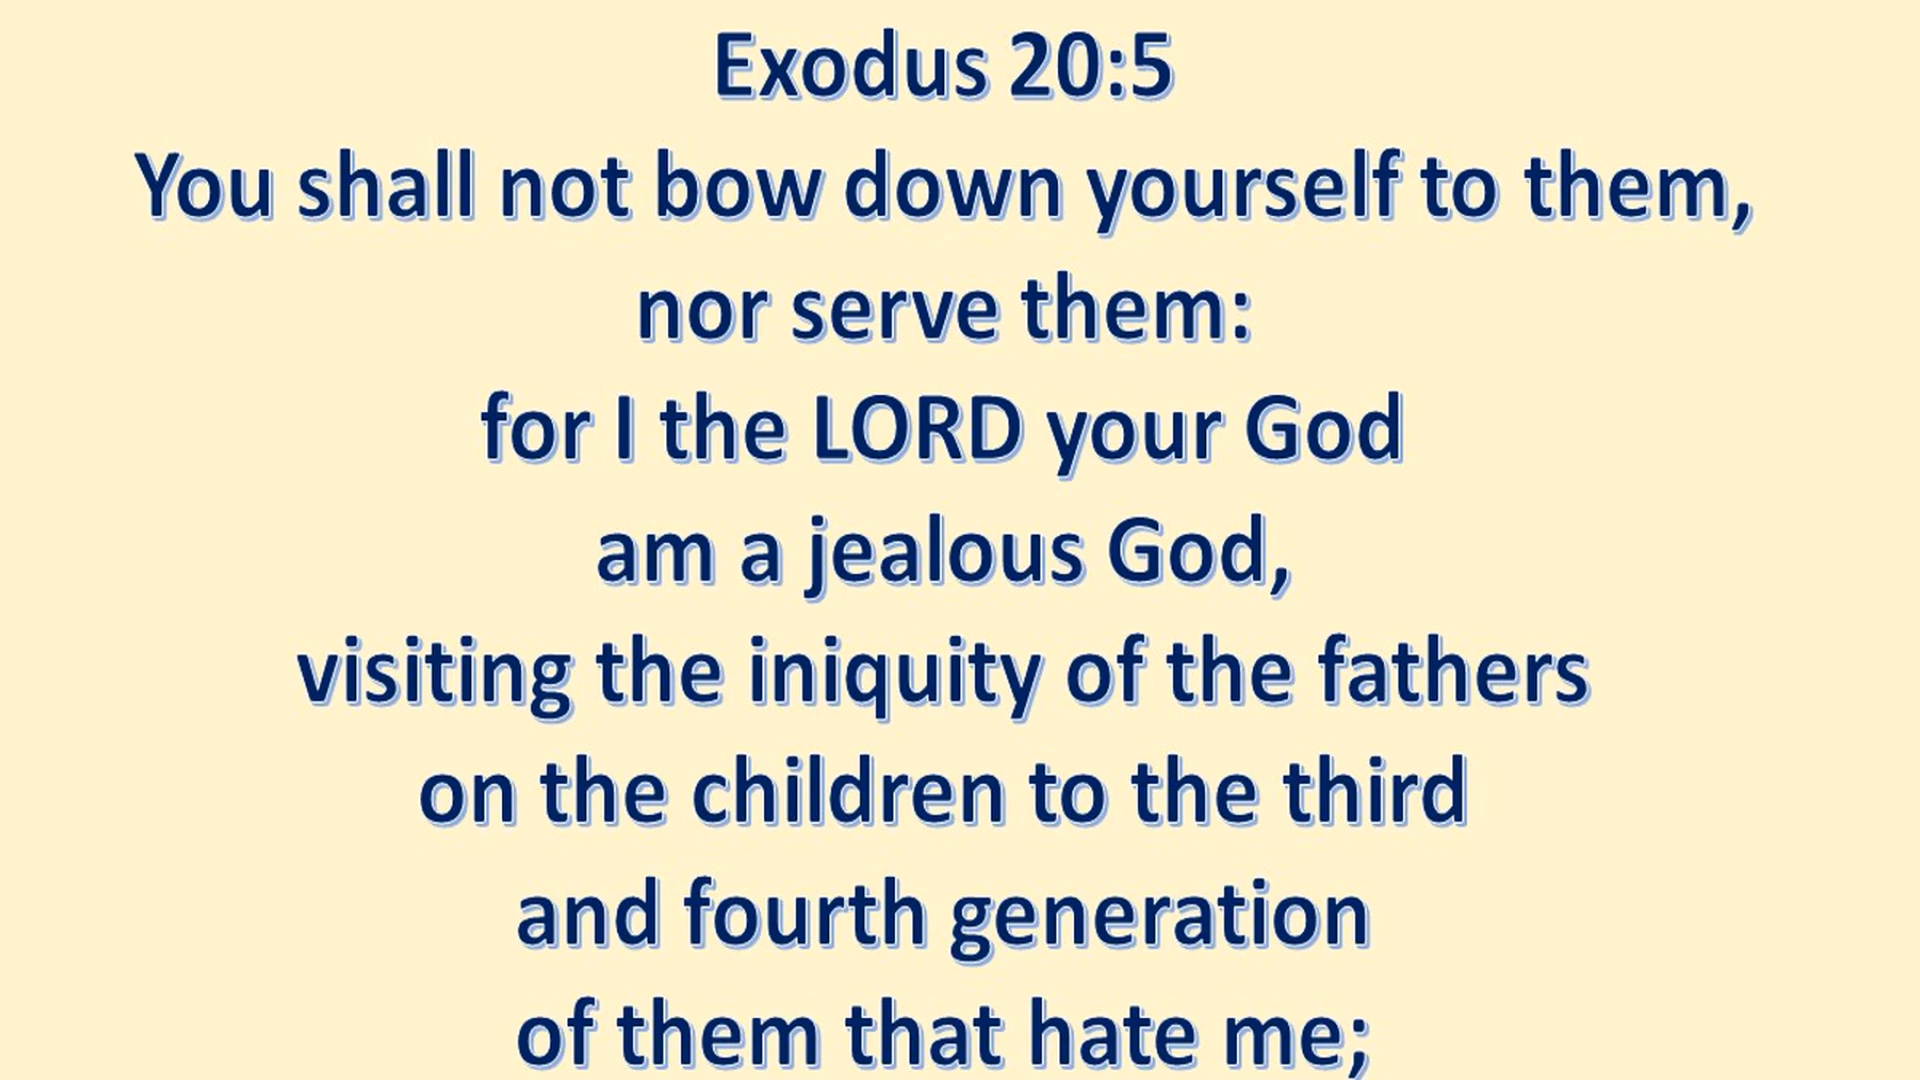 Exodus 20:5
You shall not bow down yourself to them,
nor serve them:
for I the LORD your God
am a jealous God,
visiting the iniquity of the fathers
on the children to the third
and fourth generation
of them that hate me;